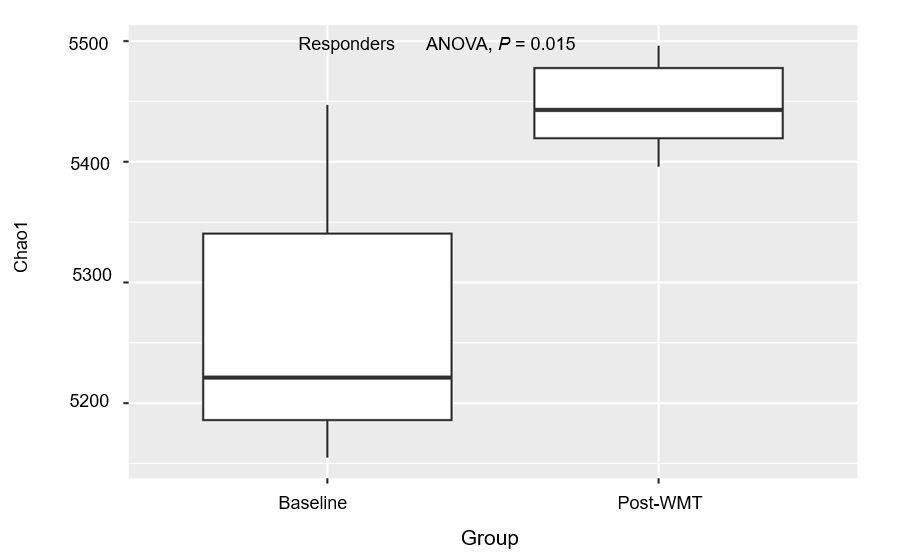 Responders ANOVA, P = 0.015
5500
5400
5300
5200
Chao1
Baseline Post-WMT
Group